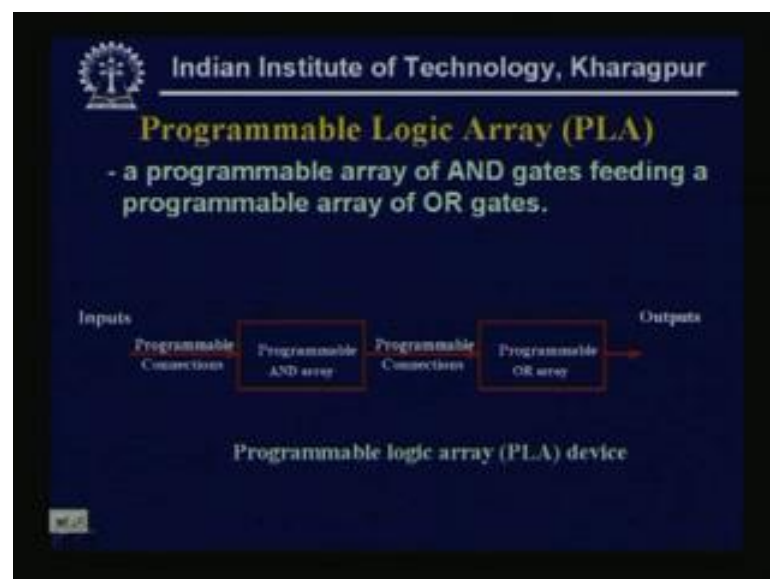 Indian Institute of Technology, Kharagpur
Programmable Logic Array (PLA)
- a programmable array of AND gates feeding a
programmable array of OR gates.
Inputs
Outputs
Programmable
Connections
Programmable
AND array
Programmable
Connections
Programmable
OR array
Programmable logic array (PLA) device